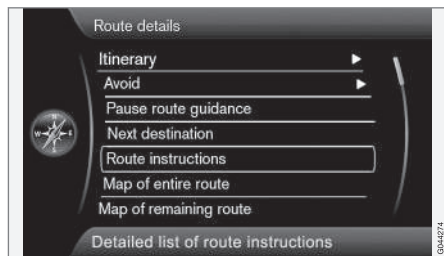 Route details
Itinerary
Avoid
Pause route guidance
Next destination
Route instructions
Map of entire route
Map of remaining route
Detailed list of route instructions
N
W
E
G044274